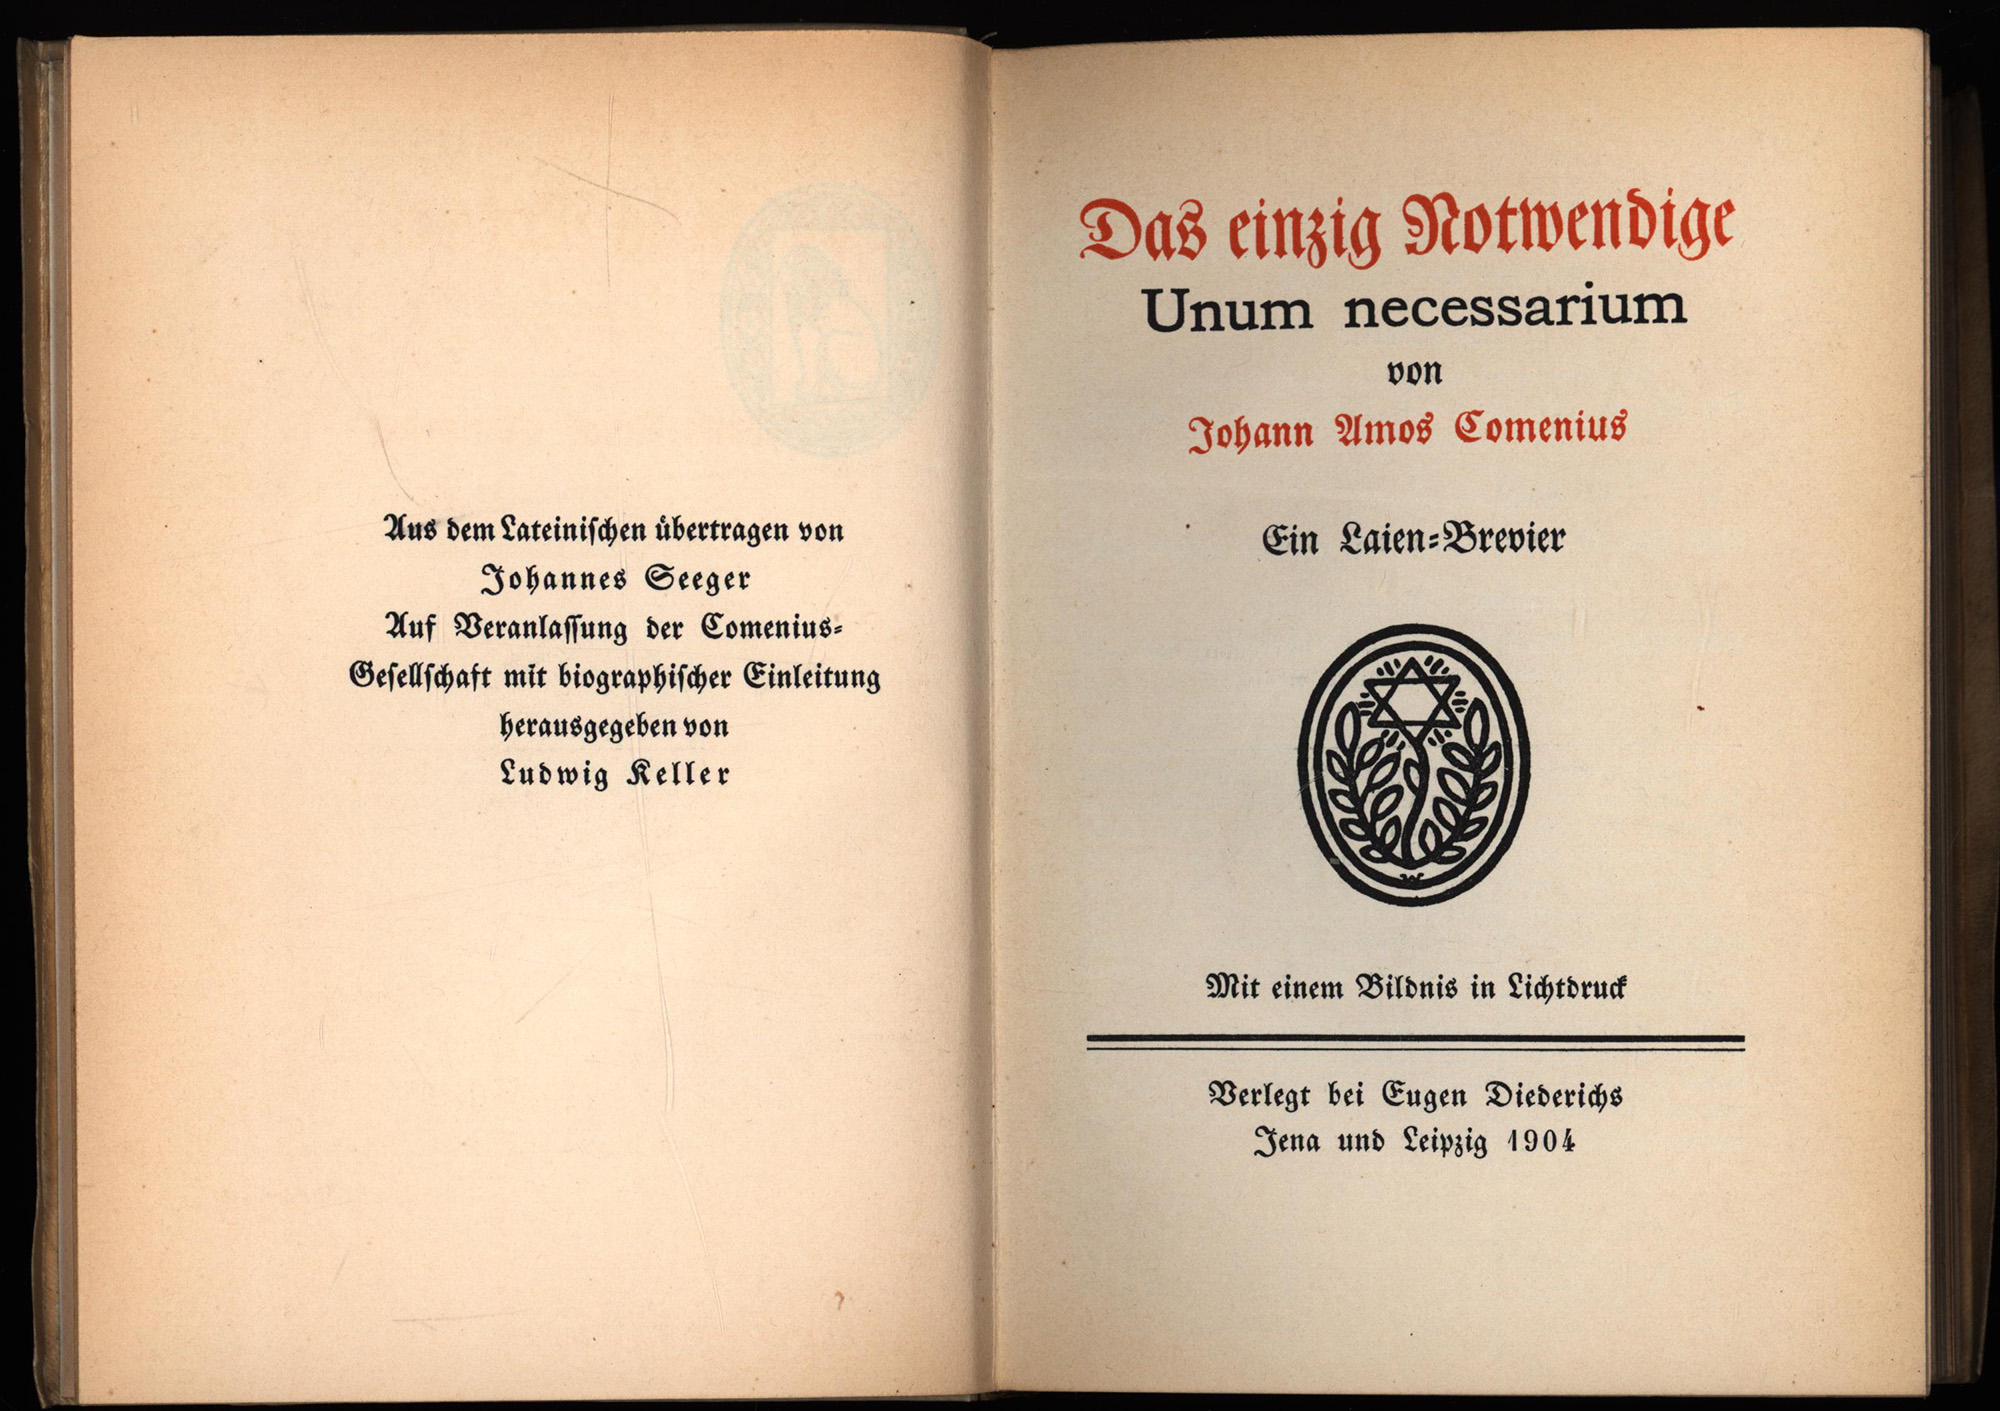 Aus dem Lateiniſchen übertragen von
Johannes Seeger
Auf Veranlaſſung der Comenius-
Geſellſchaft mit biographiſcher Einleitung
herausgegeben von
Ludwig Keller
Das einzig Notwendige
Unum necessarium
von
Johann Amos Comenius
Ein Laien-Brevier
Mit einem Bildnis in Lichtdruck
Verlegt bei Eugen Diederichs
Jena und Leipzig 1904